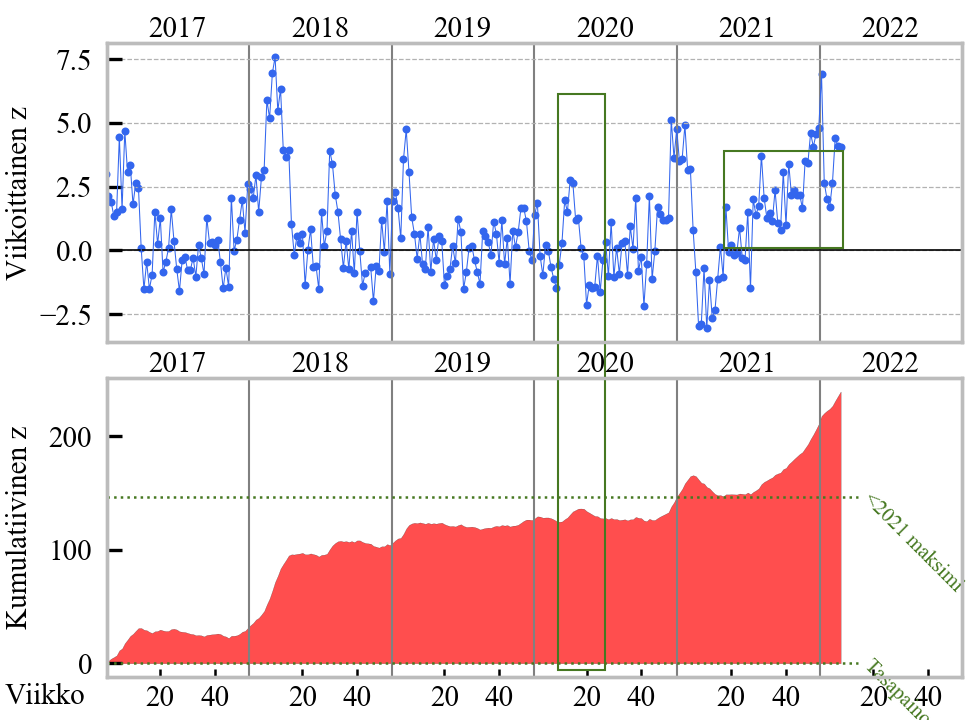 2017 2018 2019 2020 2021 2022
7.5
5.0
2.5
0.0
−2.5
Viikoittainen z
2017 2018 2019 2020 2021 2022
200
100
0
Kumulatiivinen z
<2021 maksimi
Tasapaino
Viikko 20 40 20 40 20 40 20 40 20 40 20 40